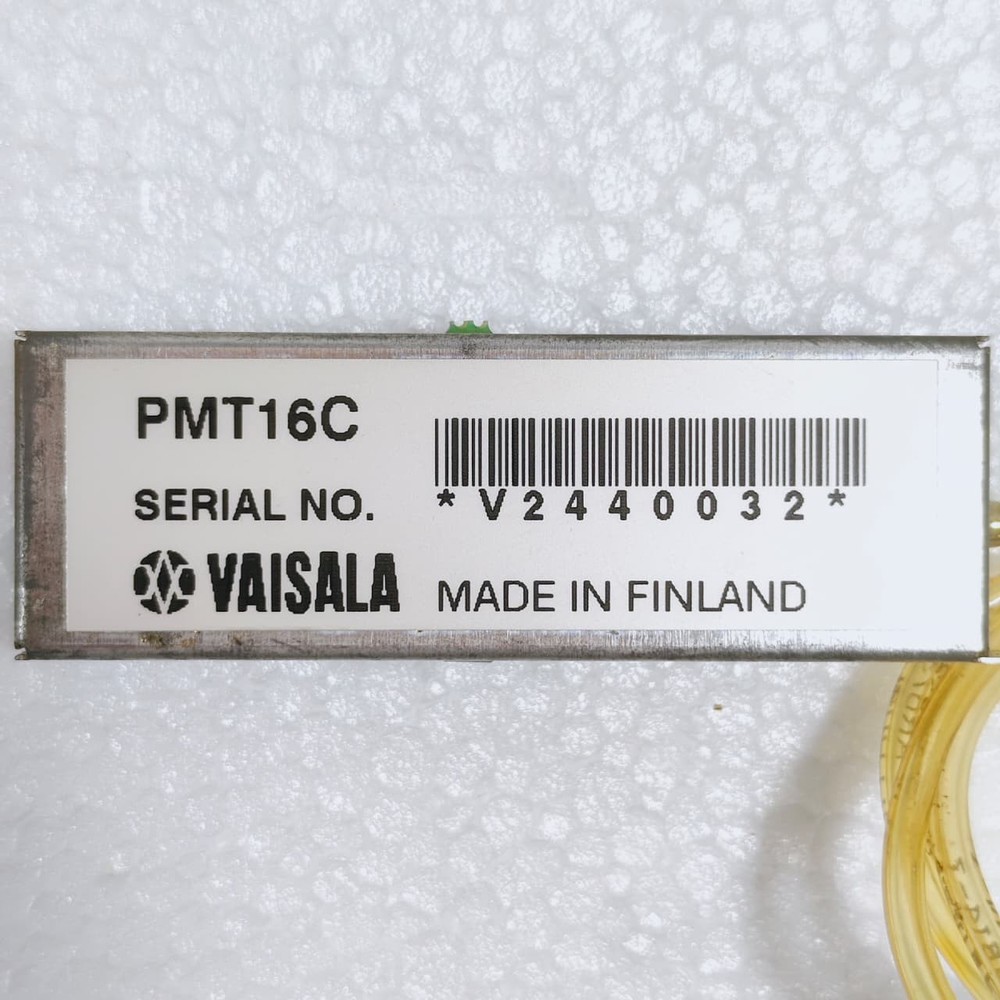 PMT16C
SERIAL NO.
*V2440032*
VAISALA
MADE IN FINLAND